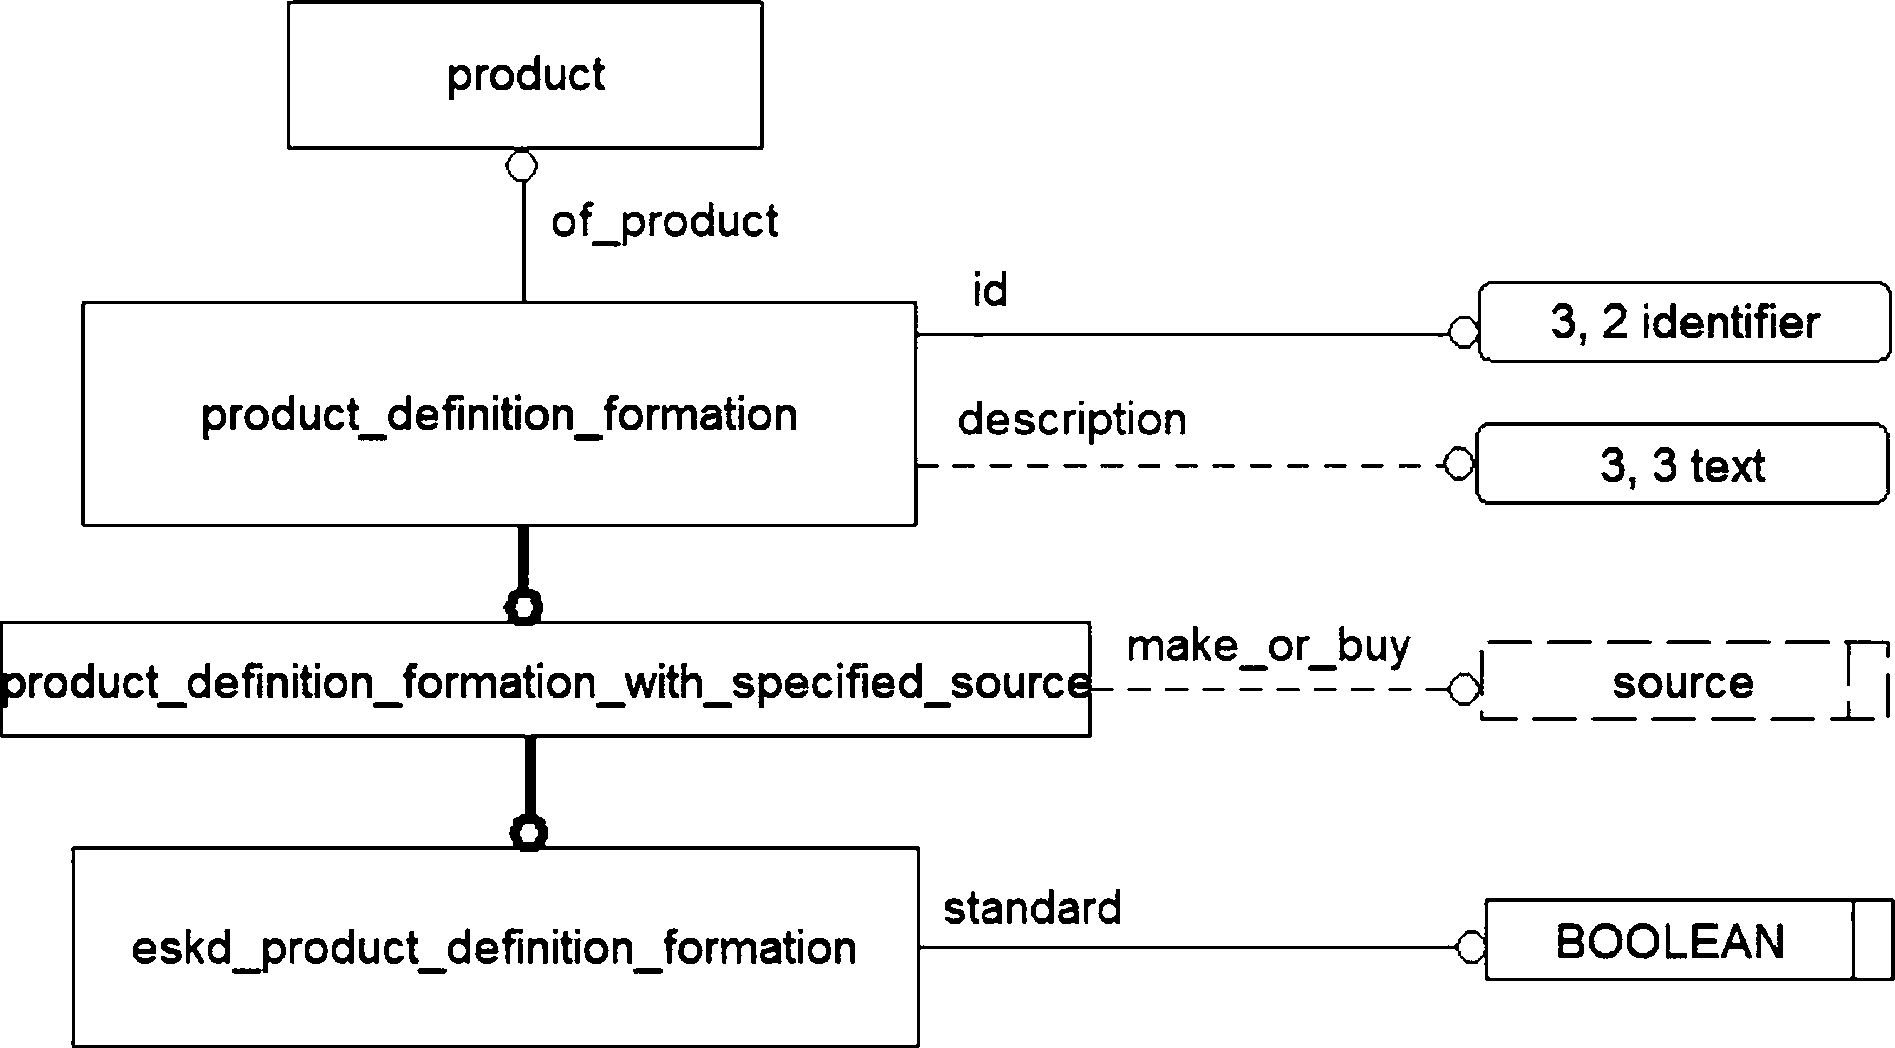 product
of_product
id
3, 2 identifier
product_definition_formation
description
3, 3 text
make_or_buy
product_definition_formation_with_specified_source
source
standard
eskd_product_definition_formation
BOOLEAN